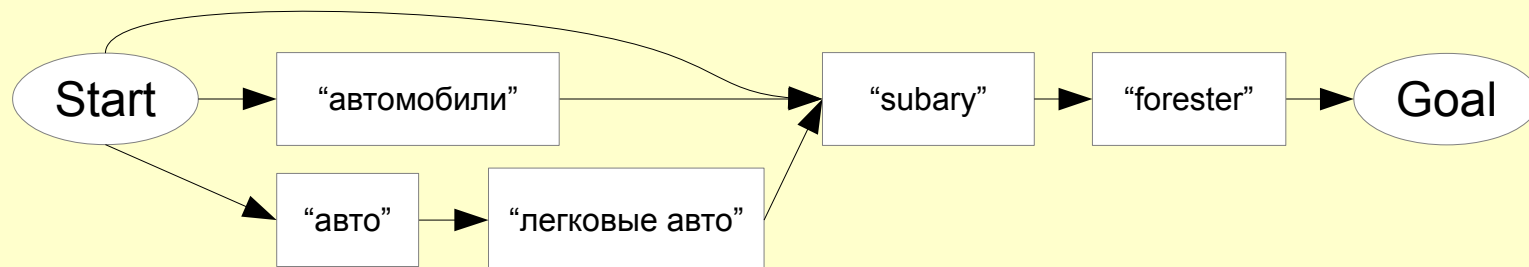 Start
“автомобили”
“subary”
“forester”
Goal
“авто”
“легковые авто”